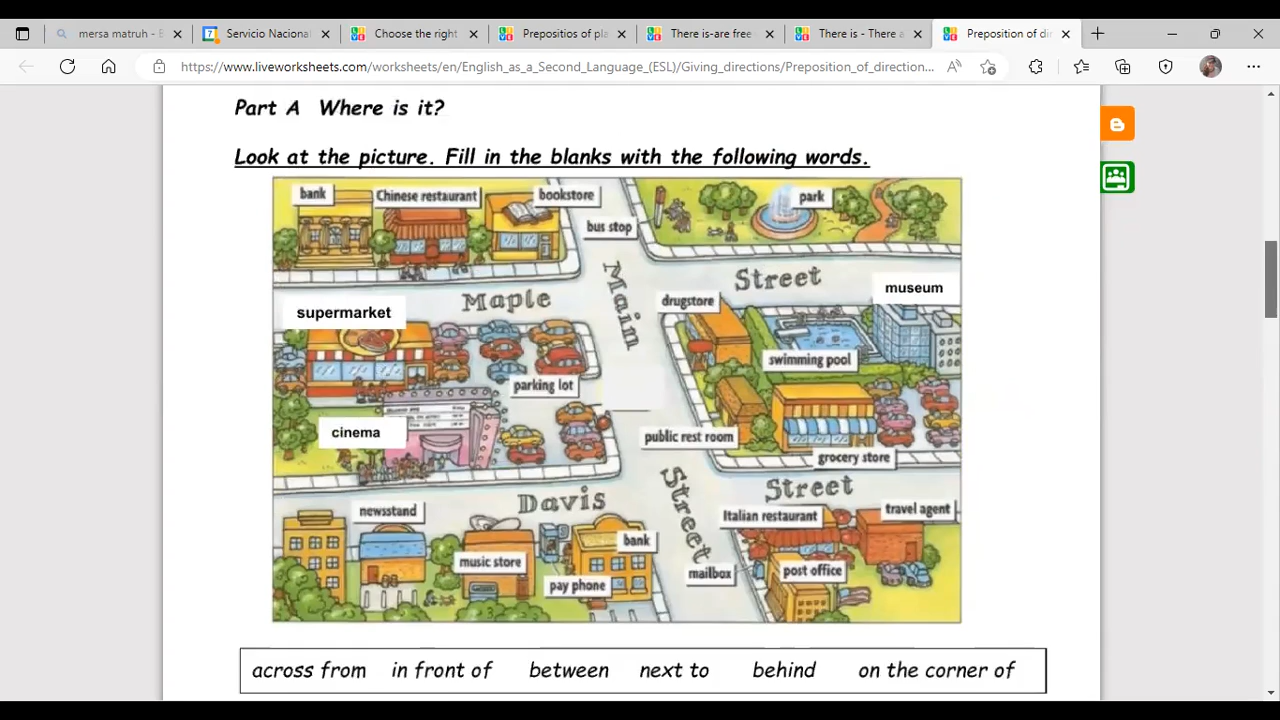 mersa matruh - E
Servicio Naciona
Choose the right
Prepositios of pla
There is-are free
There is - There a
Preposition of di
https://www.liveworksheets.com/worksheets/en/English_as_a_Second_Language_(ESL)/Giving_directions/Preposition_of_direction...
Part A Where is it?
Look at the picture. Fill in the blanks with the following words.
bank
Chinese restaurant
bookstore
park
bus stop
Main
Street
museum
Maple
drugstore
supermarket
swimming pool
parking lot
cinema
public rest room
grocery store
Street
Davis
Street
newsstand
Italian restaurant
travel agent
bank
music store
mailbox
post office
pay phone
across from in front of between next to behind on the corner of